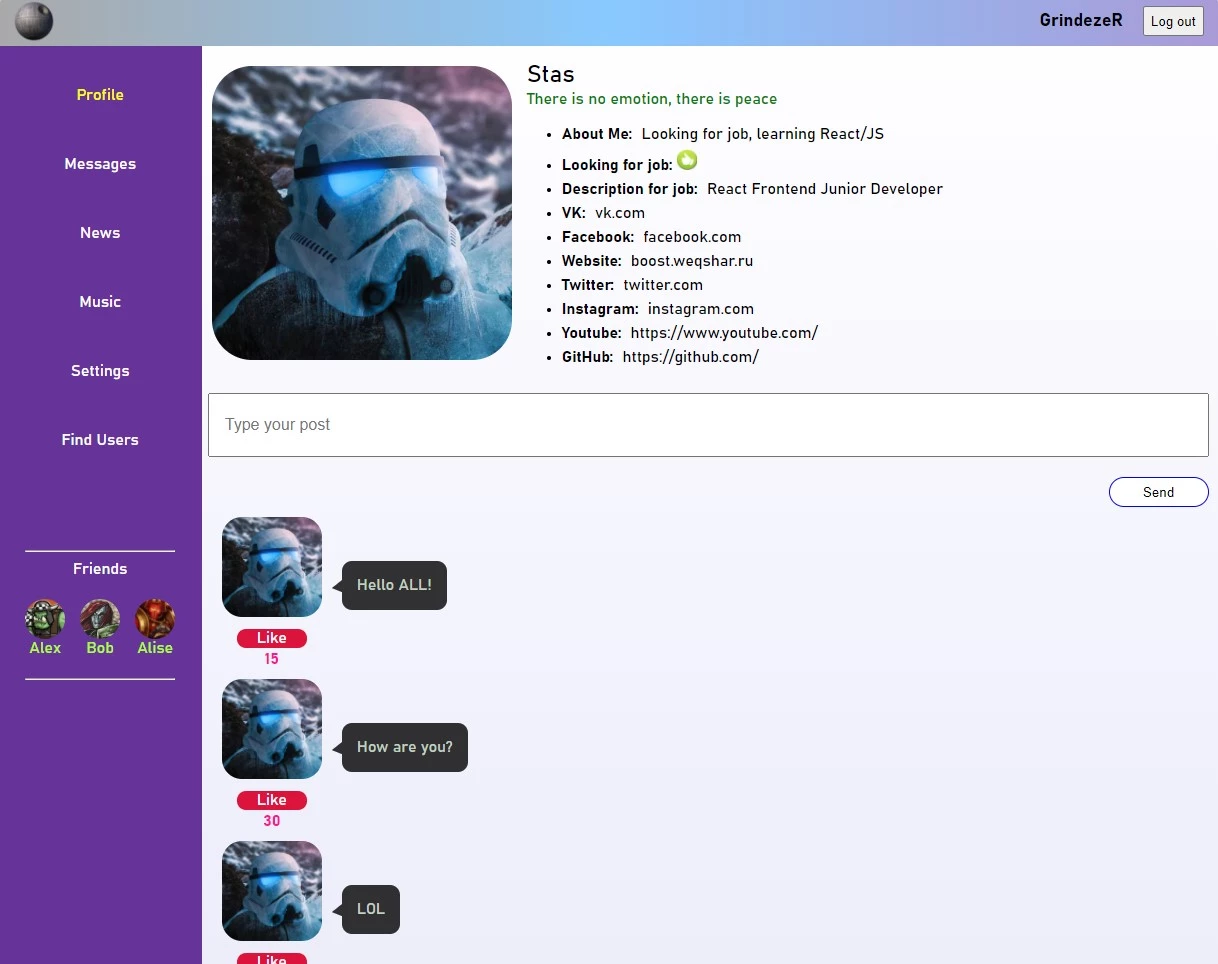 GrindezeR
Log out
Profile
Messages
News
Music
Settings
Find Users
Friends
Alex Bob Alise
Stas
There is no emotion, there is peace
About Me: Looking for job, learning React/JS
Looking for job:
Description for job: React Frontend Junior Developer
VK: vk.com
Facebook: facebook.com
Website: boost.weqshar.ru
Twitter: twitter.com
Instagram: instagram.com
Youtube: https://www.youtube.com/
GitHub: https://github.com/
Type your post
Send
Hello ALL!
Like
15
How are you?
Like
30
LOL
Like